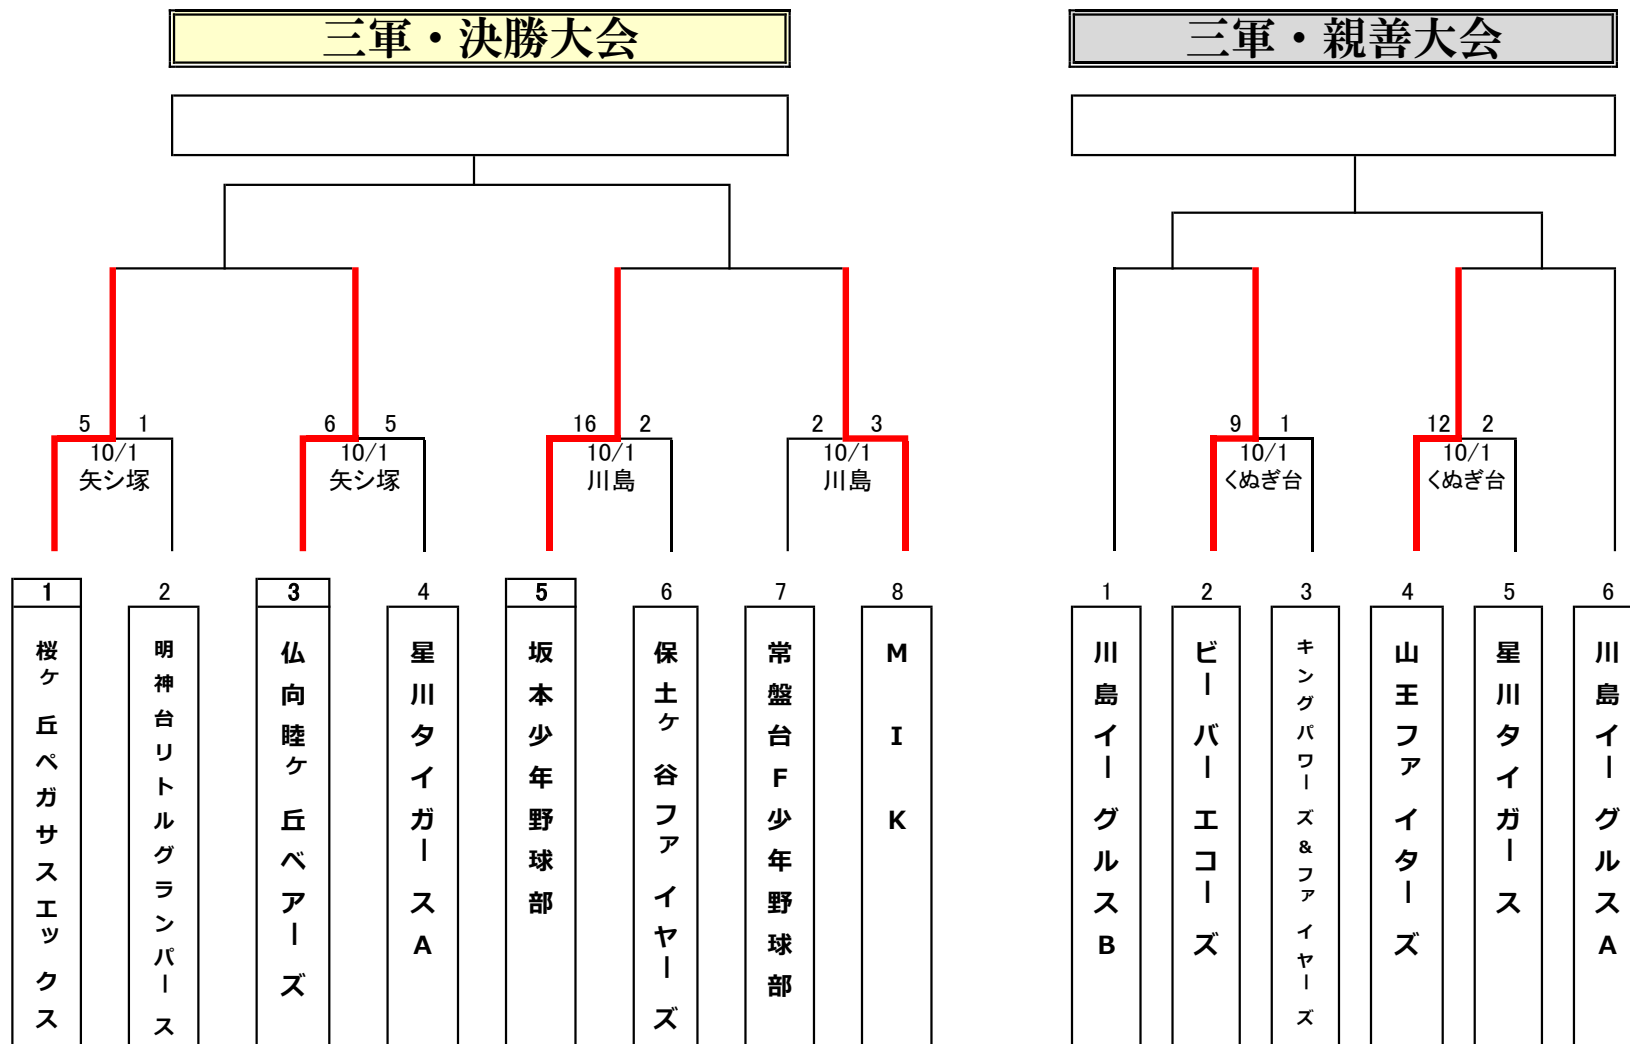 三軍・決勝大会
三軍・親善大会
5 1
10/1
矢シ塚
6 5
10/1
矢シ塚
16 2
10/1
川島
2 3
10/1
川島
9 1
10/1
くぬぎ台
12 2
10/1
くぬぎ台
1
桜ヶ丘ペガサスエックス
2
明神台リトルグランパース
3
仏向睦ヶ丘ベアーズ
4
星川タイガースA
5
坂本少年野球部
6
保土ケ谷ファイヤーズ
7
常盤台F少年野球部
8
MIK
1
川島イーグルスB
2
ビーバーエコーズ
3
キングパワーズ&ファイヤーズ
4
山王ファイターズ
5
星川タイガース
6
川島イーグルスA